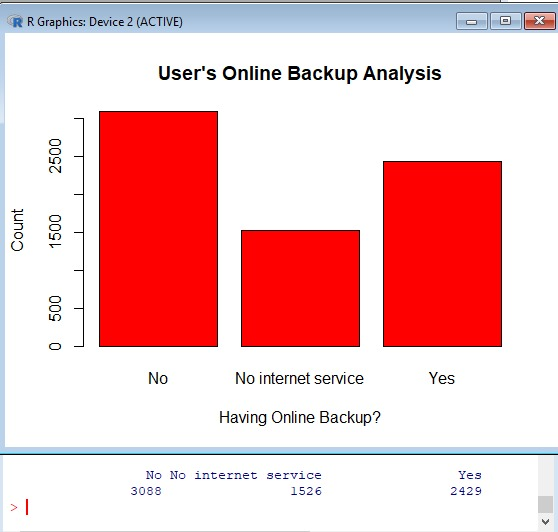 R Graphics: Device 2 (ACTIVE)
User's Online Backup Analysis
Count
2500
1500
500
0
No No internet service Yes
Having Online Backup?
No No internet service Yes
3088 1526 2429
>